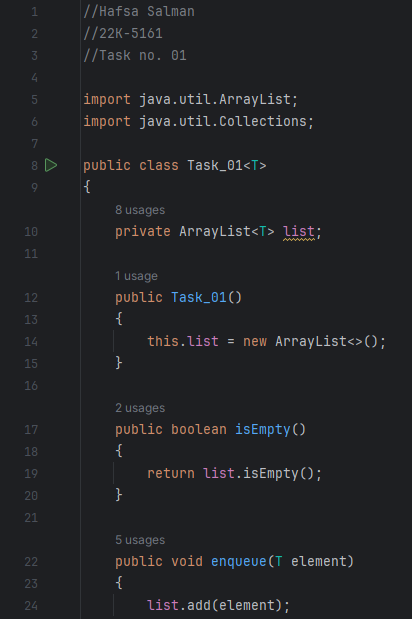 1 //Hafsa Salman
2 //22K-5161
3 //Task no. 01
4
5 import java.util.ArrayList;
6 import java.util.Collections;
7
8 public class Task_01<T>
9 {
8 usages
10 private ArrayList<T> list;
11
1 usage
12 public Task_01()
13 {
14 this.list = new ArrayList<>();
15 }
16
2 usages
17 public boolean isEmpty()
18 {
19 return list.isEmpty();
20 }
21
5 usages
22 public void enqueue(T element)
23 {
24 list.add(element);